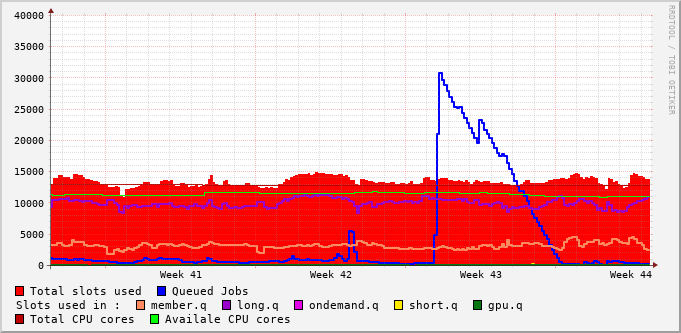 40000
35000
30000
25000
20000
15000
10000
5000
0
Week 41 Week 42 Week 43 Week 44
RRDTOOL / TOBI OETIKER
Total slots used Queued Jobs
Slots used in : member.q long.q ondemand.q short.q gpu.q
Total CPU cores Availale CPU cores